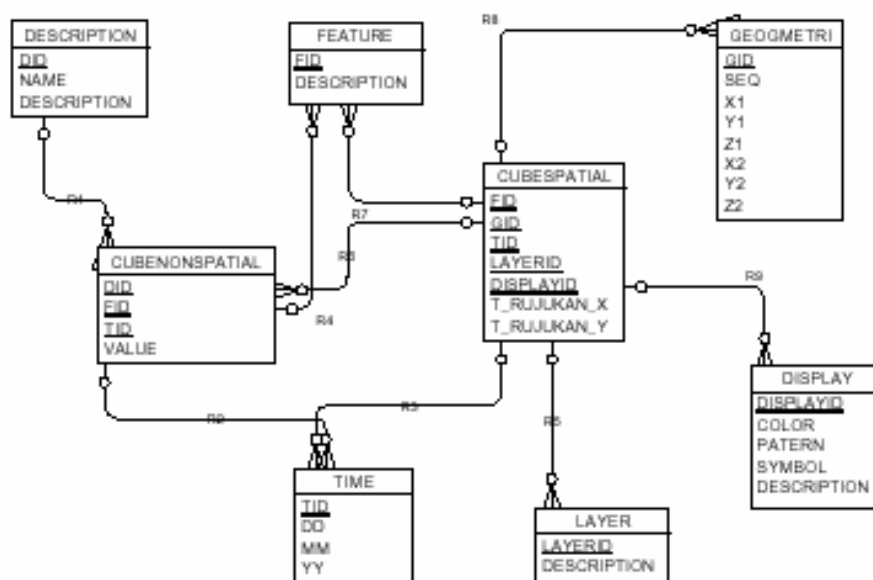 DESCRIPTION
DID
NAME
DESCRIPTION
FEATURE
FID
DESCRIPTION
R8
GEOGMETRI
GID
SEQ
X1
Y1
Z1
X2
Y2
Z2
CUBESPATIAL
FID
GID
TID
LAYERID
DISPLAYID
T_RUJUKAN_X
T_RUJUKAN_Y
R1
R7
R4
R9
CUBENONSPATIAL
DID
FID
TID
VALUE
R2
R3
DISPLAY
DISPLAYID
COLOR
PATERN
SYMBOL
DESCRIPTION
TIME
TID
DD
MM
YY
LAYER
LAYERID
DESCRIPTION